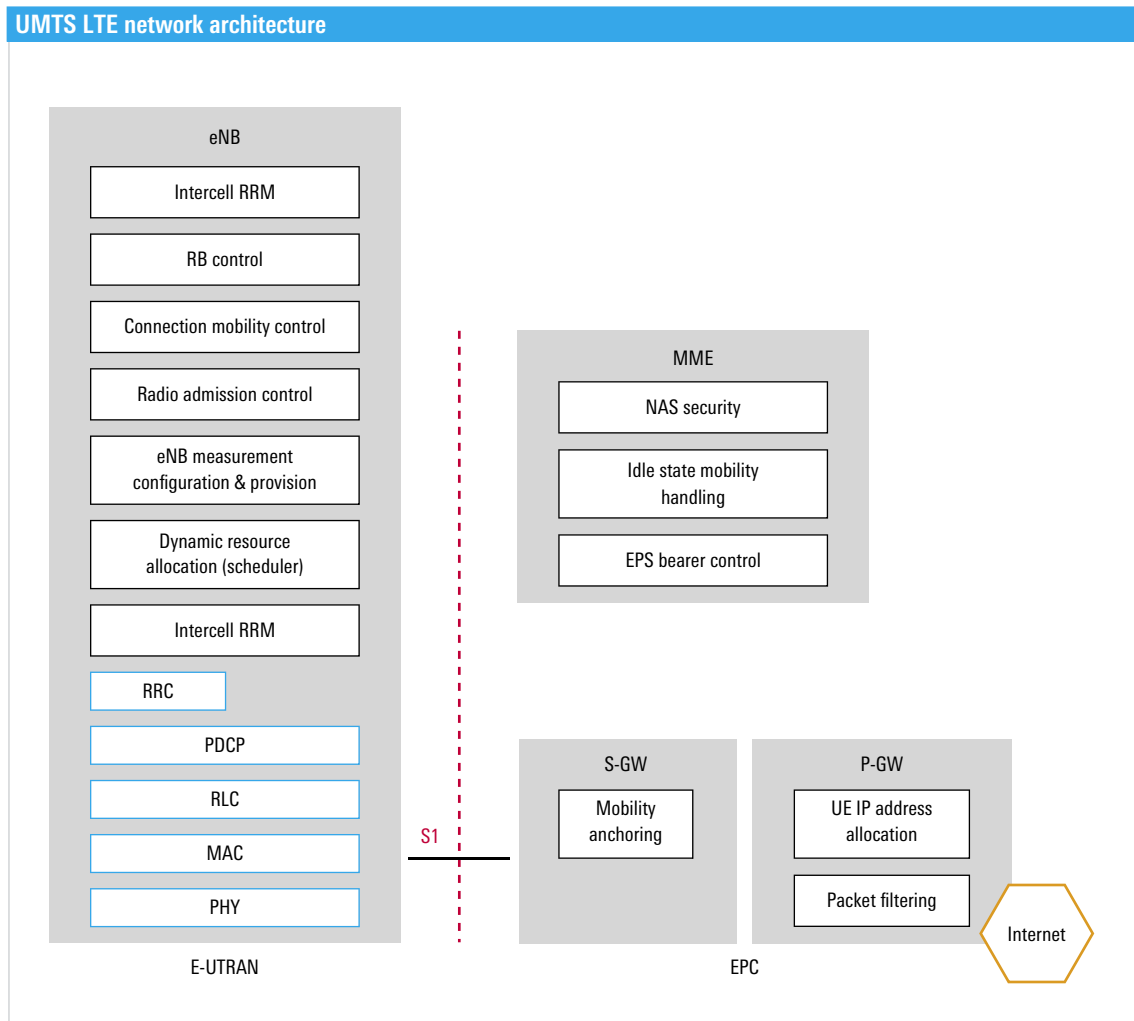 UMTS LTE network architecture
eNB
Intercell RRM
RB control
Connection mobility control
Radio admission control
eNB measurement
configuration & provision
Dynamic resource
allocation (scheduler)
Intercell RRM
RRC
PDCP
RLC
MAC
PHY
E-UTRAN
S1
MME
NAS security
Idle state mobility
handling
EPS bearer control
S-GW
Mobility
anchoring
P-GW
UE IP address
allocation
Packet filtering
Internet
EPC